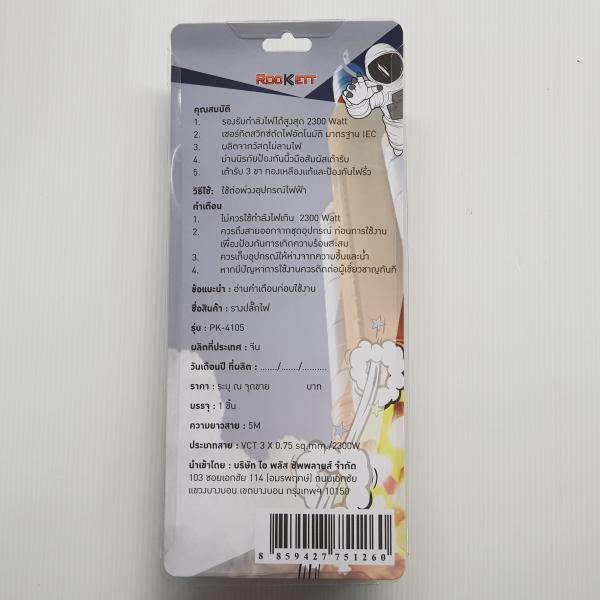 ROOKETT
คุณสมบัติ
1. รองรับกำลังไฟได้สูงสุด 2300 Watt
2. เซอร์กิตสวิทช์ตัดไฟอัตโนมัติ มาตรฐาน IEC
3. ผลิตจากวัสดุไม่ลามไฟ
4. ม่านนิรภัยป้องกันนิ้วมือสัมผัสเต้ารับ
5. เต้ารับ 3 ขา ทองเหลืองแท้และป้องกันไฟรั่ว
วิธีใช้: ใช้ต่อพ่วงอุปกรณ์ไฟฟ้า
คำเตือน
1. ไม่ควรใช้กำลังไฟเกิน 2300 Watt
2. ควรถึงสายออกจากชุดอุปกรณ์ ก่อนการใช้งาน
เพื่องป้องกันการเกิดความร้อนสะสม
3. ควรเก็บอุปกรณ์ให้ห่างจากความชื้นและน้ำ
4. หากมีปัญหาการใช้งานควรติดต่อผู้เชี่ยวชาญทันที
ข้อแนะนำ : อ่านคำเตือนก่อนใช้งาน
ชื่อสินค้า : รางปลั๊กไฟ
รุ่น : PK-4105
ผลิตที่ประเทศ : จีน
วันเดือนปี ที่ผลิต : ......./....../..........
ราคา : ระบุ ณ จุดขาย บาท
บรรจุ : 1 ชิ้น
ความยาวสาย : 5M
ประเภทสาย : VCT 3 X 0.75 sq.mm./2300W
นำเข้าโดย : บริษัท ไอ พลัส ซัพพลายส์ จำกัด
103 ซอยเอกชัย 114 (อมรพฤกษ์) ถนนเอกชัย
แขวงบางบอน เขตบางบอน กรุงเทพฯ 10150
8 859427 751260